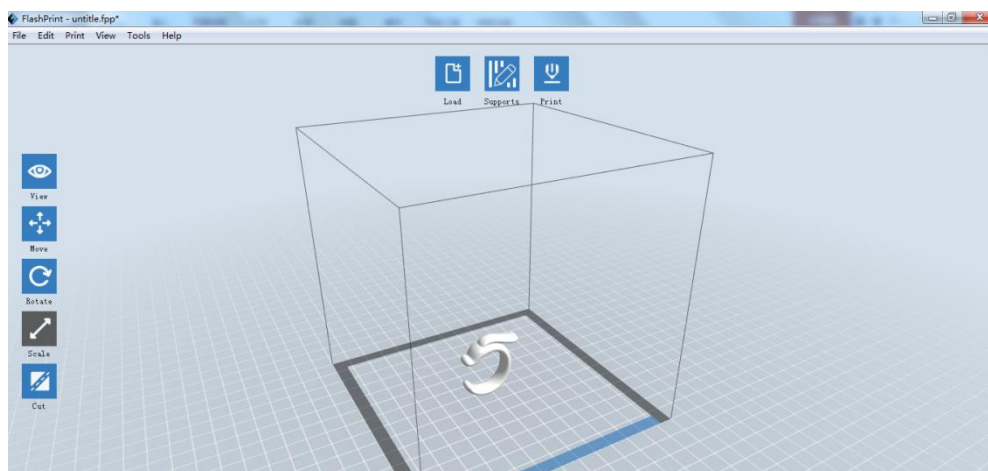 FlashPrint - untitle.fpp*
File Edit Print View Tools Help
Load Supports Print
View
Move
Rotate
Scale
Cut